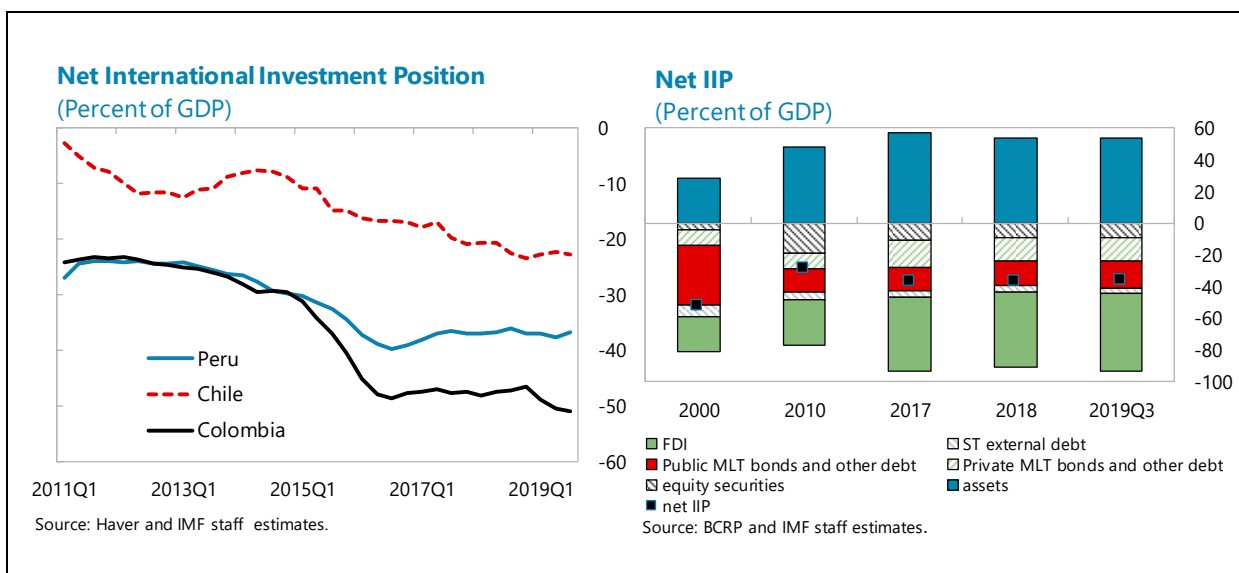 Net International Investment Position
(Percent of GDP)
0
-10
-20
-30
-40
-50
-60
Peru
Chile
Colombia
2011Q1 2013Q1 2015Q1 2017Q1 2019Q1
Source: Haver and IMF staff estimates.
Net IIP
(Percent of GDP)
60
40
20
0
-20
-40
-60
-80
-100
2000 2010 2017 2018 2019Q3
FDI ST external debt
Public MLT bonds and other debt Private MLT bonds and other debt
equity securities assets
net IIP
Source: BCRP and IMF staff estimates.